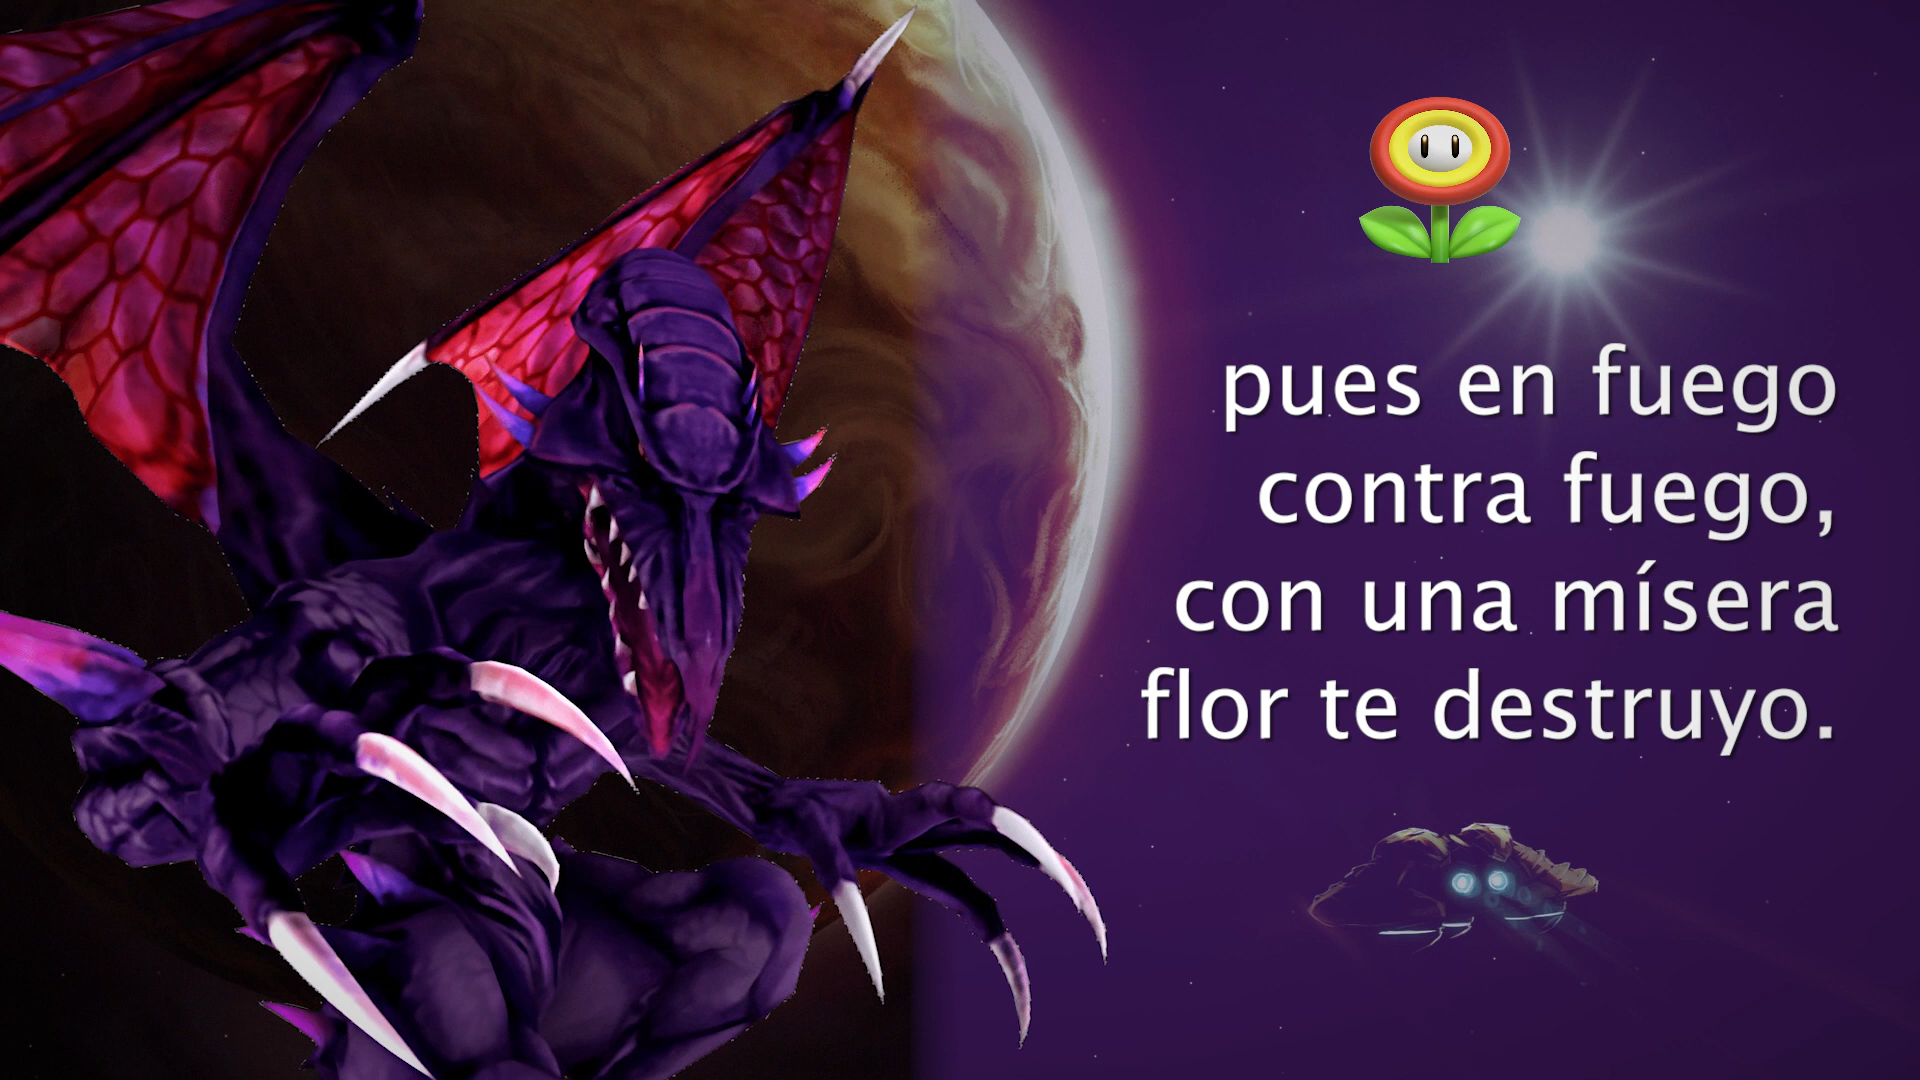 pues en fuego
contra fuego,
con una mísera
flor te destruyo.